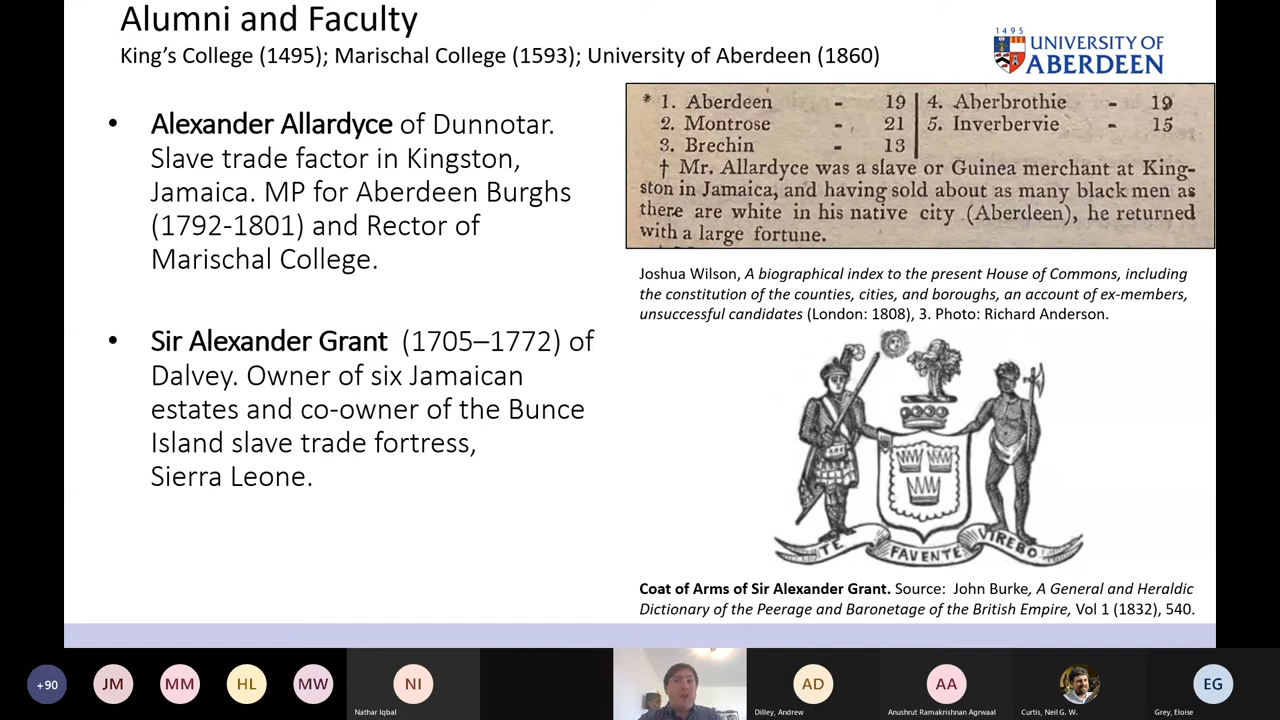 Alumni and Faculty
King's College (1495); Marischal College (1593); University of Aberdeen (1860)
1495
UNIVERSITY OF
ABERDEEN
• Alexander Allardyce of Dunnotar.
Slave trade factor in Kingston,
Jamaica. MP for Aberdeen Burghs
(1792-1801) and Rector of
Marischal College.
• Sir Alexander Grant (1705–1772) of
Dalvey. Owner of six Jamaican
estates and co-owner of the Bunce
Island slave trade fortress,
Sierra Leone.
* 1. Aberdeen - 19 | 4. Aberbrothie - 19
2. Montrose - 21 | 5. Inverbervie - 15
3. Brechin - 13
† Mr. Allardyce was a slave or Guinea merchant at King-
ston in Jamaica, and having sold about as many black men as
there are white in his native city (Aberdeen), he returned
with a large fortune.
Joshua Wilson, A biographical index to the present House of Commons, including
the constitution of the counties, cities, and boroughs, an account of ex-members,
unsuccessful candidates (London: 1808), 3. Photo: Richard Anderson.
TE FAVENTE VIREBO
Coat of Arms of Sir Alexander Grant. Source: John Burke, A General and Heraldic
Dictionary of the Peerage and Baronetage of the British Empire, Vol 1 (1832), 540.
+90
JM
MM
HL
MW
NI
Nathar Iqbal
AD
Dilley, Andrew
AA
Anushrut Ramakrishnan Agrwaal
Curtis, Neil G. W.
EG
Grey, Eloise